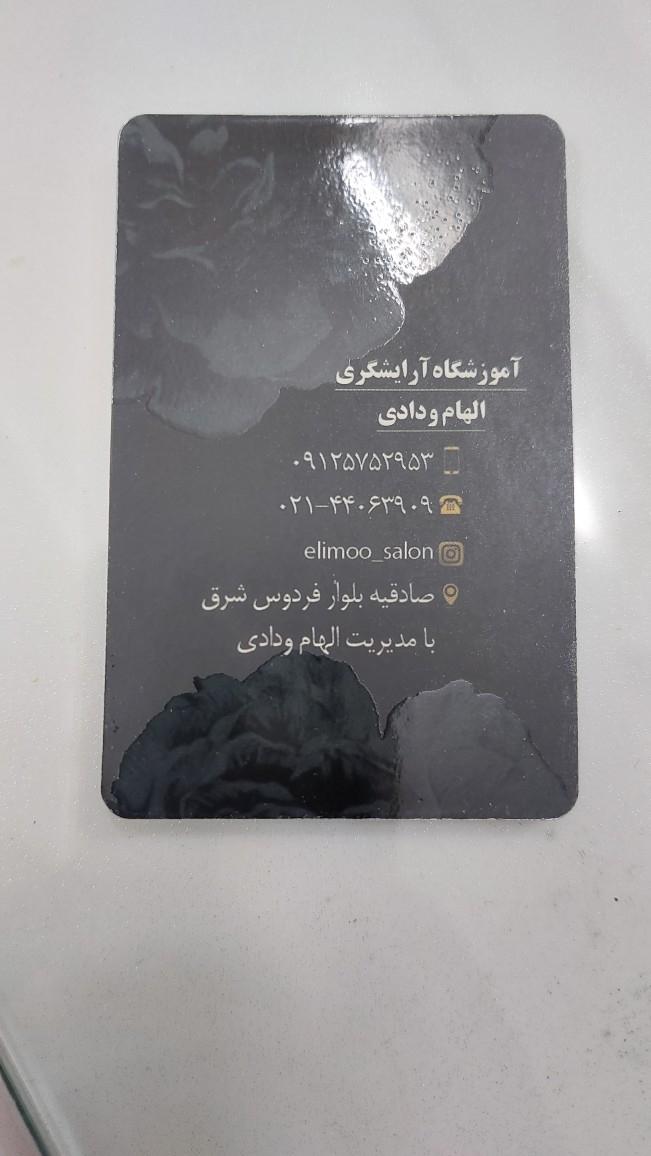 آموزشگاه آرایشگری
الهام ودادی
۰۹۱۲۵۷۵۲۹۵۳
۰۲۱-۴۴۰۶۳۹۰۹
elimoo_salon
صادقیه بلوار فردوس شرق
با مدیریت الهام ودادی